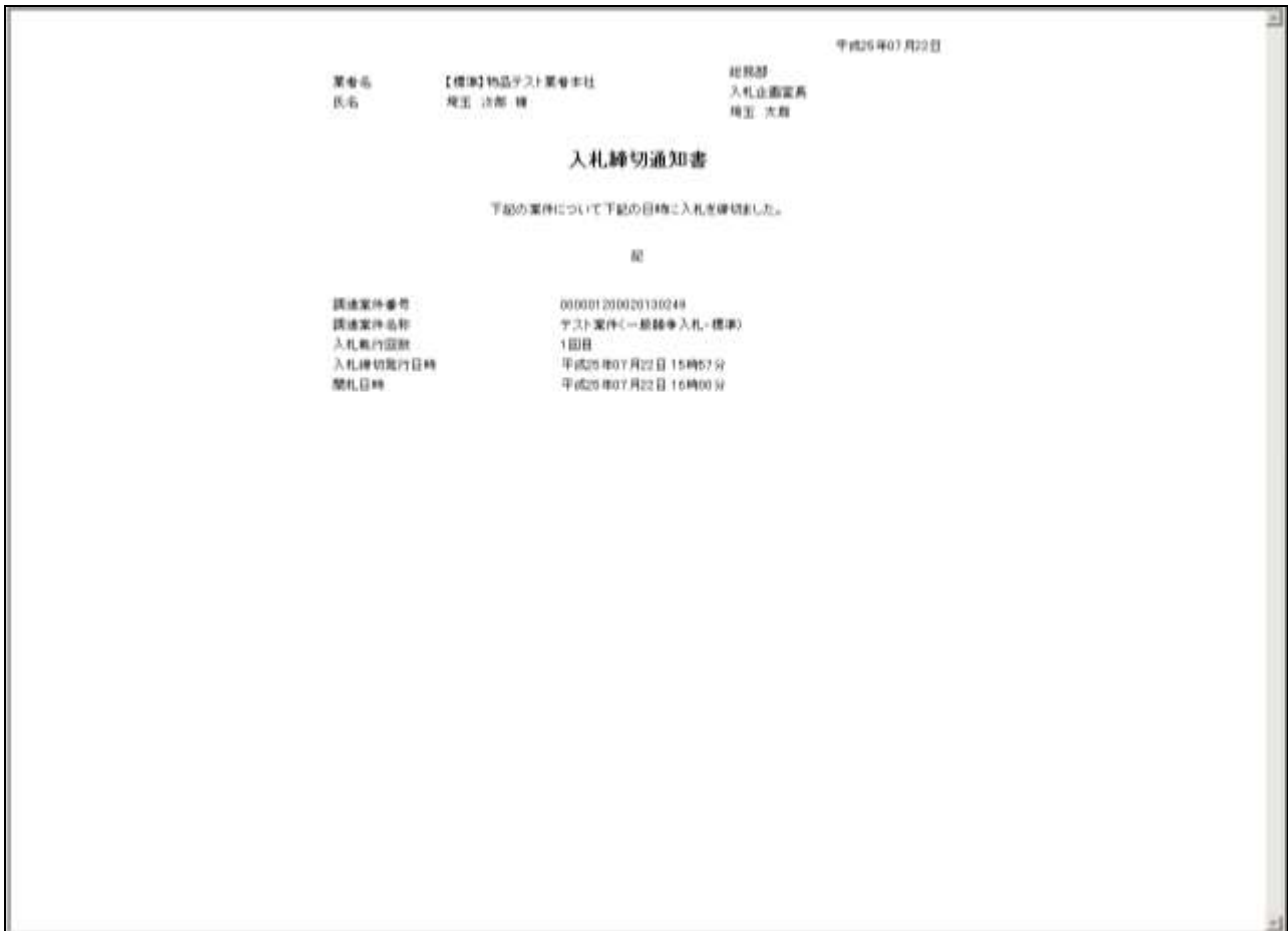 平成25年07月22日
業者名 【標準】物品テスト業者本社
氏名 埼玉 次郎 様
総務部
入札企画室長
埼玉 太郎
入札締切通知書
下記の案件について下記の日時に入札を締切ました。
記
調達案件番号 000001200020130249
調達案件名称 テスト案件(一般競争入札・標準)
入札執行回数 1回目
入札締切発行日時 平成25年07月22日 15時57分
開札日時 平成25年07月22日 16時00分